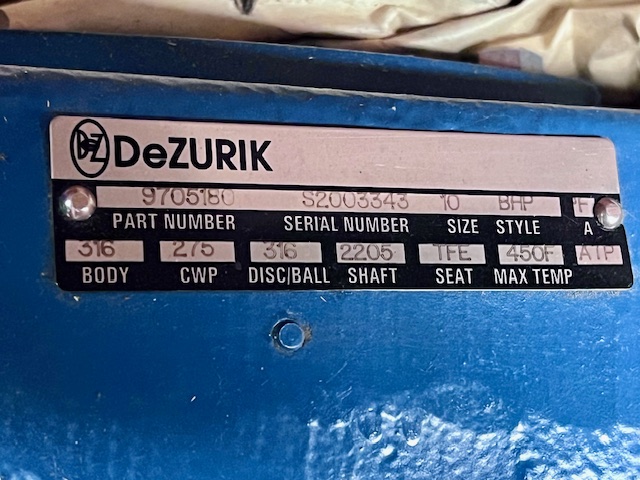 DeZURIK
9705180 S2003343 10 BHP
PART NUMBER SERIAL NUMBER SIZE STYLE A
316 275 316 2205 TFE 450F ATP
BODY CWP DISC/BALL SHAFT SEAT MAX TEMP